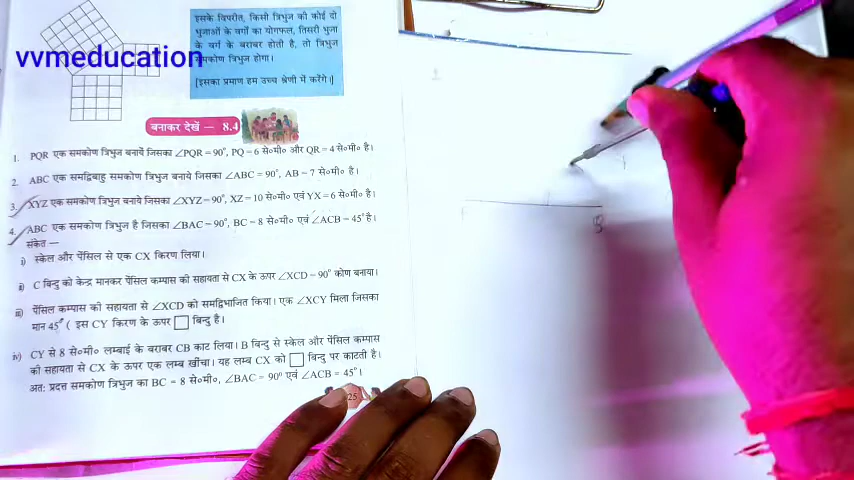 इसके विपरीत, किसी त्रिभुज की कोई दो
भुजाओं के वर्गों का योगफल, तिसरी भुजा
के वर्ग के बराबर होती है, तो त्रिभुज
समकोण त्रिभुज होगा।
vvmeducation
[इसका प्रमाण हम उच्च श्रेणी में करेंगे।]
बनाकर देखें — 8.4
1. PQR एक समकोण त्रिभुज बनायें जिसका ∠PQR = 90°, PQ = 6 से०मी० और QR = 4 से०मी० है।
2. ABC एक समद्विबाहु समकोण त्रिभुज बनाये जिसका ∠ABC = 90°, AB = 7 से०मी० है।
3. XYZ एक समकोण त्रिभुज बनाये जिसका ∠XYZ = 90°, XZ = 10 से०मी० एवं YX = 6 से०मी० है।
4. ABC एक समकोण त्रिभुज है जिसका ∠BAC = 90°, BC = 8 से०मी० एवं ∠ACB = 45° है।
संकेत —
i) स्केल और पेंसिल से एक CX किरण लिया।
ii) C बिन्दु को केन्द्र मानकर पेंसिल कम्पास की सहायता से CX के ऊपर ∠XCD = 90° कोण बनाया।
iii) पेंसिल कम्पास की सहायता से ∠XCD को समद्विभाजित किया। एक ∠XCY मिला जिसका
मान 45° ( इस CY किरण के ऊपर □ बिन्दु है।
iv) CY से 8 से०मी० लम्बाई के बराबर CB काट लिया। B बिन्दु से स्केल और पेंसिल कम्पास
की सहायता से CX के ऊपर एक लम्ब खींचा। यह लम्ब CX को □ बिन्दु पर काटती है।
अत: प्रदत्त समकोण त्रिभुज का BC = 8 से०मी०, ∠BAC = 90° एवं ∠ACB = 45°।
25
B